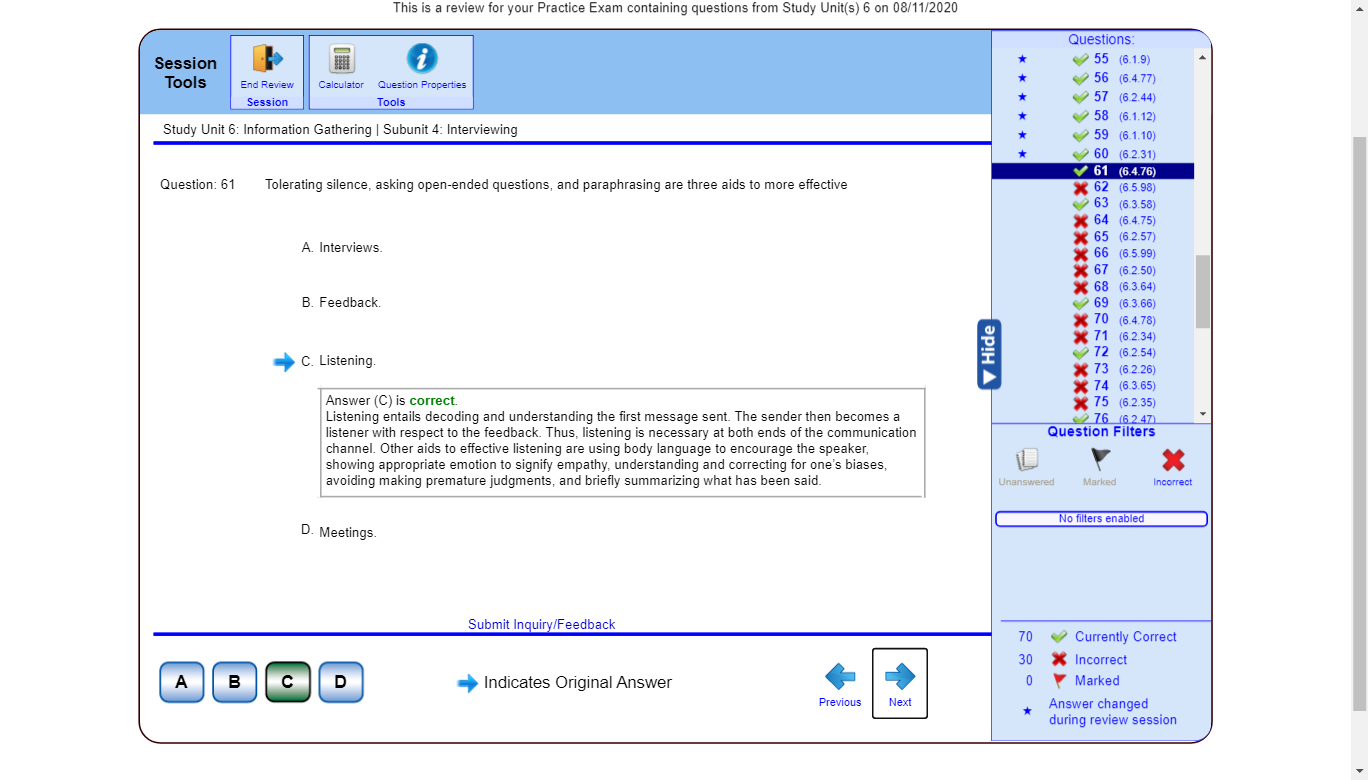 This is a review for your Practice Exam containing questions from Study Unit(s) 6 on 08/11/2020
Session Tools
End Review
Session
Calculator
Question Properties
Tools
Study Unit 6: Information Gathering | Subunit 4: Interviewing
Question: 61 Tolerating silence, asking open-ended questions, and paraphrasing are three aids to more effective
A. Interviews.
B. Feedback.
C. Listening.
Answer (C) is correct.
Listening entails decoding and understanding the first message sent. The sender then becomes a
listener with respect to the feedback. Thus, listening is necessary at both ends of the communication
channel. Other aids to effective listening are using body language to encourage the speaker,
showing appropriate emotion to signify empathy, understanding and correcting for one's biases,
avoiding making premature judgments, and briefly summarizing what has been said.
D. Meetings.
Submit Inquiry/Feedback
A B C D
Indicates Original Answer
Previous
Next
Hide
Questions:
55 (6.1.9)
56 (6.4.77)
57 (6.2.44)
58 (6.1.12)
59 (6.1.10)
60 (6.2.31)
61 (6.4.76)
62 (6.5.98)
63 (6.3.58)
64 (6.4.75)
65 (6.2.57)
66 (6.5.99)
67 (6.2.50)
68 (6.3.64)
69 (6.3.66)
70 (6.4.78)
71 (6.2.34)
72 (6.2.54)
73 (6.2.26)
74 (6.3.65)
75 (6.2.35)
76 (6.2.47)
Question Filters
Unanswered
Marked
Incorrect
No filters enabled
70 Currently Correct
30 Incorrect
0 Marked
Answer changed
during review session